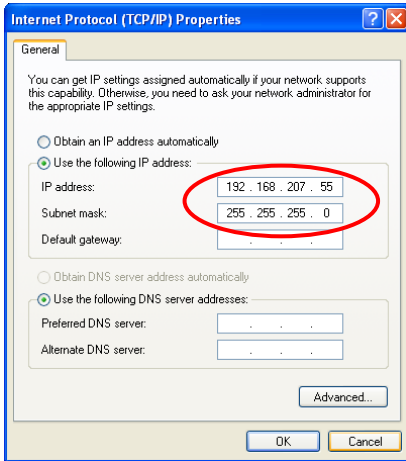 Internet Protocol (TCP/IP) Properties
General
You can get IP settings assigned automatically if your network supports
this capability. Otherwise, you need to ask your network administrator for
the appropriate IP settings.
Obtain an IP address automatically
Use the following IP address:
IP address: 192 . 168 . 207 . 55
Subnet mask: 255 . 255 . 255 . 0
Default gateway: . . .
Obtain DNS server address automatically
Use the following DNS server addresses:
Preferred DNS server: . . .
Alternate DNS server: . . .
Advanced...
OK Cancel